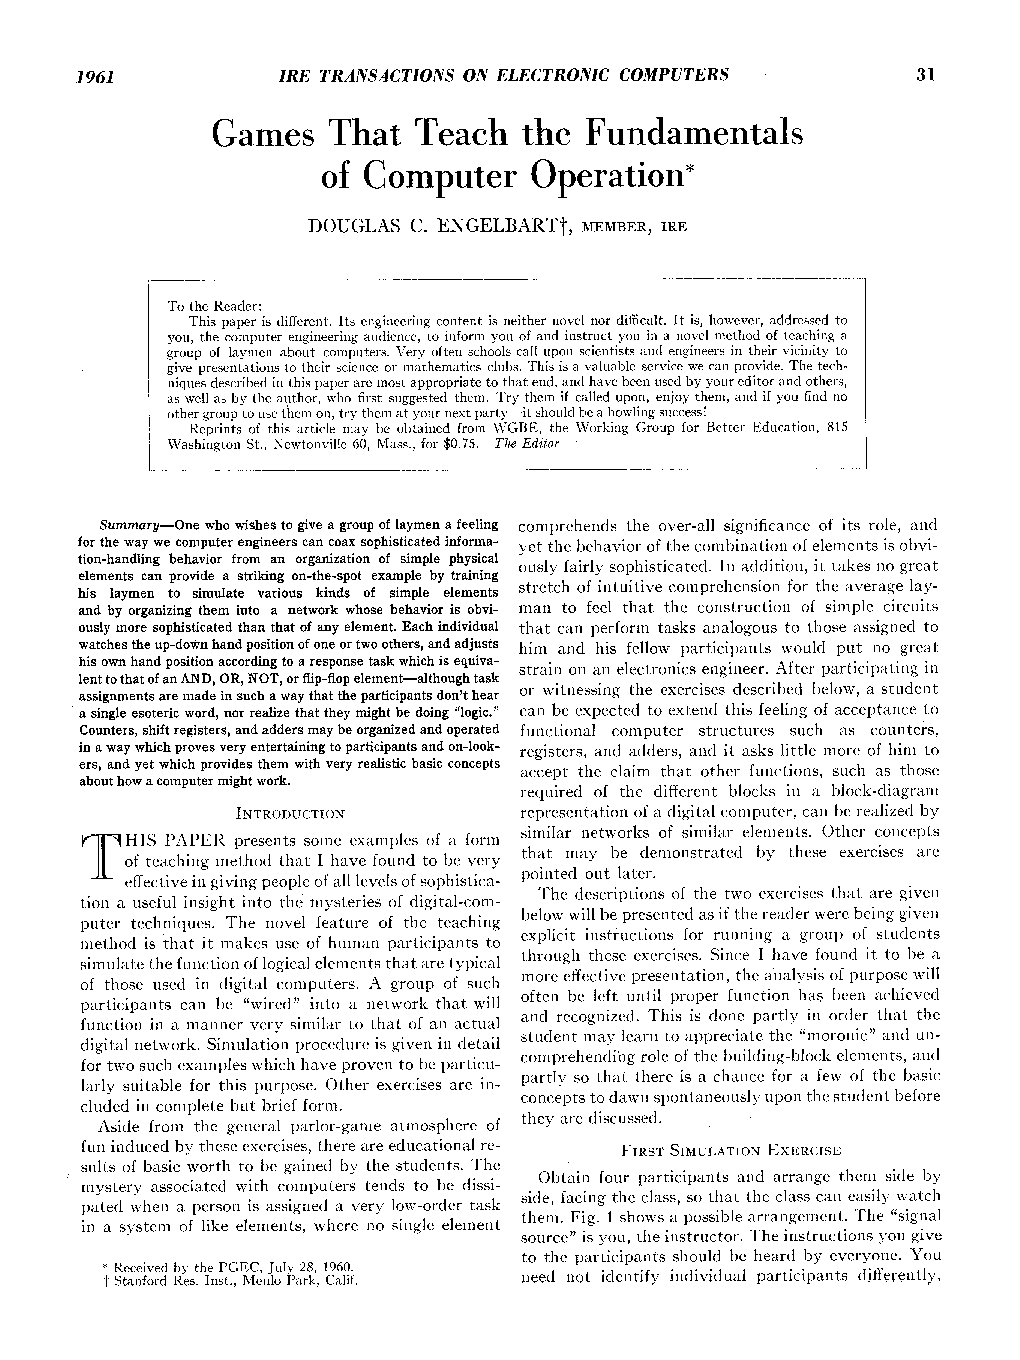 1961
IRE TRANSACTIONS ON ELECTRONIC COMPUTERS
31
Games That Teach the Fundamentals
of Computer Operation*
DOUGLAS C. ENGELBART†, MEMBER, IRE
To the Reader:
This paper is different. Its engineering content is neither novel nor difficult. It is, however, addressed to
you, the computer engineering audience, to inform you of and instruct you in a novel method of teaching a
group of laymen about computers. Very often schools call upon scientists and engineers in their vicinity to
give presentations to their science or mathematics clubs. This is a valuable service we can provide. The tech-
niques described in this paper are most appropriate to that end, and have been used by your editor and others,
as well as by the author, who first suggested them. Try them if called upon, enjoy them, and if you find no
other group to use them on, try them at your next party—it should be a howling success!
Reprints of this article may be obtained from WGBE, the Working Group for Better Education, 815
Washington St., Newtonville 60, Mass., for $0.75. The Editor
Summary—One who wishes to give a group of laymen a feeling
for the way we computer engineers can coax sophisticated informa-
tion-handling behavior from an organization of simple physical
elements can provide a striking on-the-spot example by training
his laymen to simulate various kinds of simple elements
and by organizing them into a network whose behavior is obvi-
ously more sophisticated than that of any element. Each individual
watches the up-down hand position of one or two others, and adjusts
his own hand position according to a response task which is equiva-
lent to that of an AND, OR, NOT, or flip-flop element—although task
assignments are made in such a way that the participants don't hear
a single esoteric word, nor realize that they might be doing "logic."
Counters, shift registers, and adders may be organized and operated
in a way which proves very entertaining to participants and on-look-
ers, and yet which provides them with very realistic basic concepts
about how a computer might work.
INTRODUCTION
THIS PAPER presents some examples of a form
of teaching method that I have found to be very
effective in giving people of all levels of sophistica-
tion a useful insight into the mysteries of digital-com-
puter techniques. The novel feature of the teaching
method is that it makes use of human participants to
simulate the function of logical elements that are typical
of those used in digital computers. A group of such
participants can be "wired" into a network that will
function in a manner very similar to that of an actual
digital network. Simulation procedure is given in detail
for two such examples which have proven to be particu-
larly suitable for this purpose. Other exercises are in-
cluded in complete but brief form.
Aside from the general parlor-game atmosphere of
fun induced by these exercises, there are educational re-
sults of basic worth to be gained by the students. The
mystery associated with computers tends to be dissi-
pated when a person is assigned a very low-order task
in a system of like elements, where no single element
* Received by the PGEC, July 28, 1960.
† Stanford Res. Inst., Menlo Park, Calif.
comprehends the over-all significance of its role, and
yet the behavior of the combination of elements is obvi-
ously fairly sophisticated. In addition, it takes no great
stretch of intuitive comprehension for the average lay-
man to feel that the construction of simple circuits
that can perform tasks analogous to those assigned to
him and his fellow participants would put no great
strain on an electronics engineer. After participating in
or witnessing the exercises described below, a student
can be expected to extend this feeling of acceptance to
functional computer structures such as counters,
registers, and adders, and it asks little more of him to
accept the claim that other functions, such as those
required of the different blocks in a block-diagram
representation of a digital computer, can be realized by
similar networks of similar elements. Other concepts
that may be demonstrated by these exercises are
pointed out later.
The descriptions of the two exercises that are given
below will be presented as if the reader were being given
explicit instructions for running a group of students
through these exercises. Since I have found it to be a
more effective presentation, the analysis of purpose will
often be left until proper function has been achieved
and recognized. This is done partly in order that the
student may learn to appreciate the "moronic" and un-
comprehending role of the building-block elements, and
partly so that there is a chance for a few of the basic
concepts to dawn spontaneously upon the student before
they are discussed.
FIRST SIMULATION EXERCISE
Obtain four participants and arrange them side by
side, facing the class, so that the class can easily watch
them. Fig. 1 shows a possible arrangement. The "signal
source" is you, the instructor. The instructions you give
to the participants should be heard by everyone. You
need not identify individual participants differently,